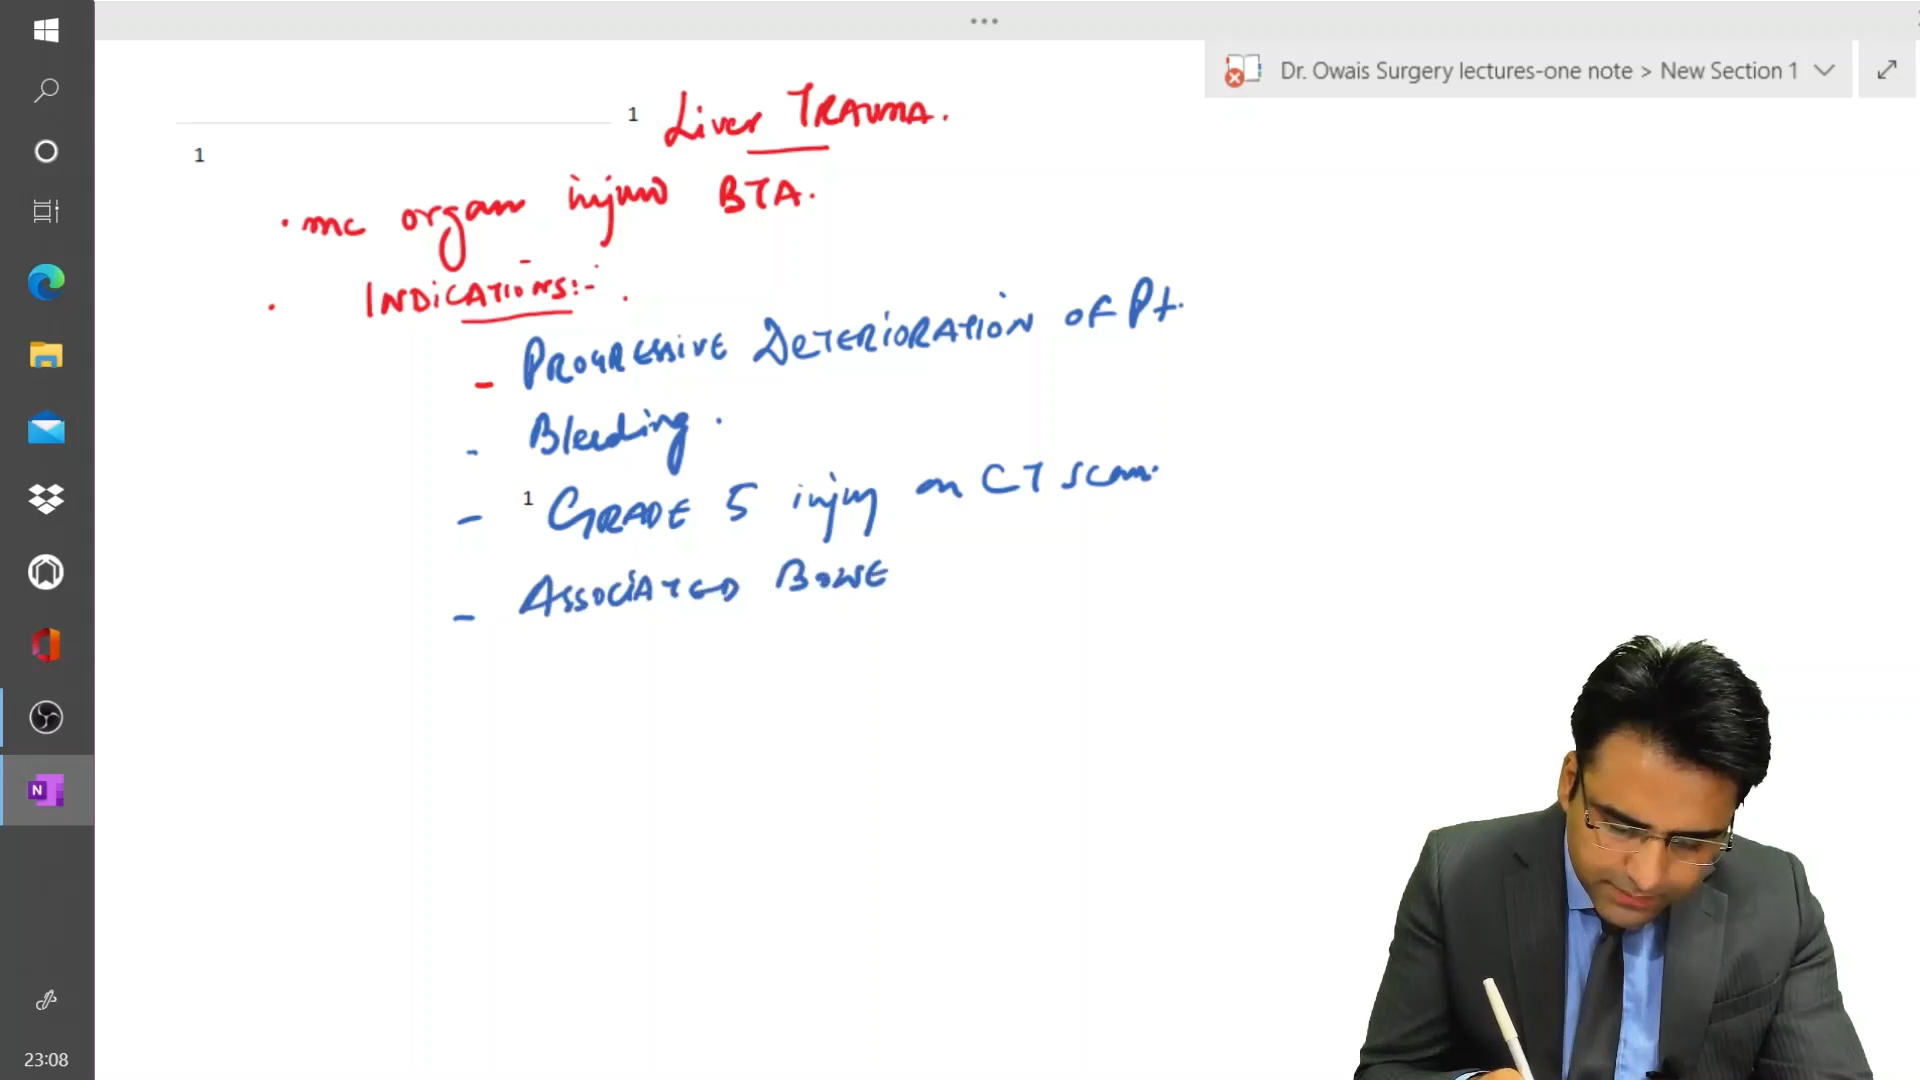 Dr. Owais Surgery lectures-one note > New Section 1
1 Liver TRAUMA.
1
. mc organ injured BTA.
. INDICATIONS:- .
- PROGRESSIVE DETERIORATION OF Pt.
- Bleeding .
1
- GRADE 5 injury on CT scan.
- ASSOCIATED BOWE
N
23:08